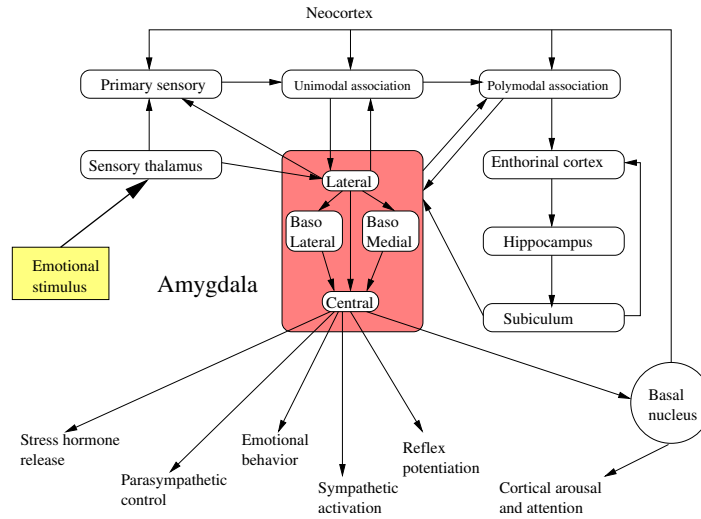 Neocortex
Primary sensory
Unimodal association
Polymodal association
Sensory thalamus
Lateral
Enthorinal cortex
Baso
Lateral
Baso
Medial
Hippocampus
Emotional
stimulus
Amygdala
Central
Subiculum
Basal
nucleus
Stress hormone
release
Parasympathetic
control
Emotional
behavior
Sympathetic
activation
Reflex
potentiation
Cortical arousal
and attention